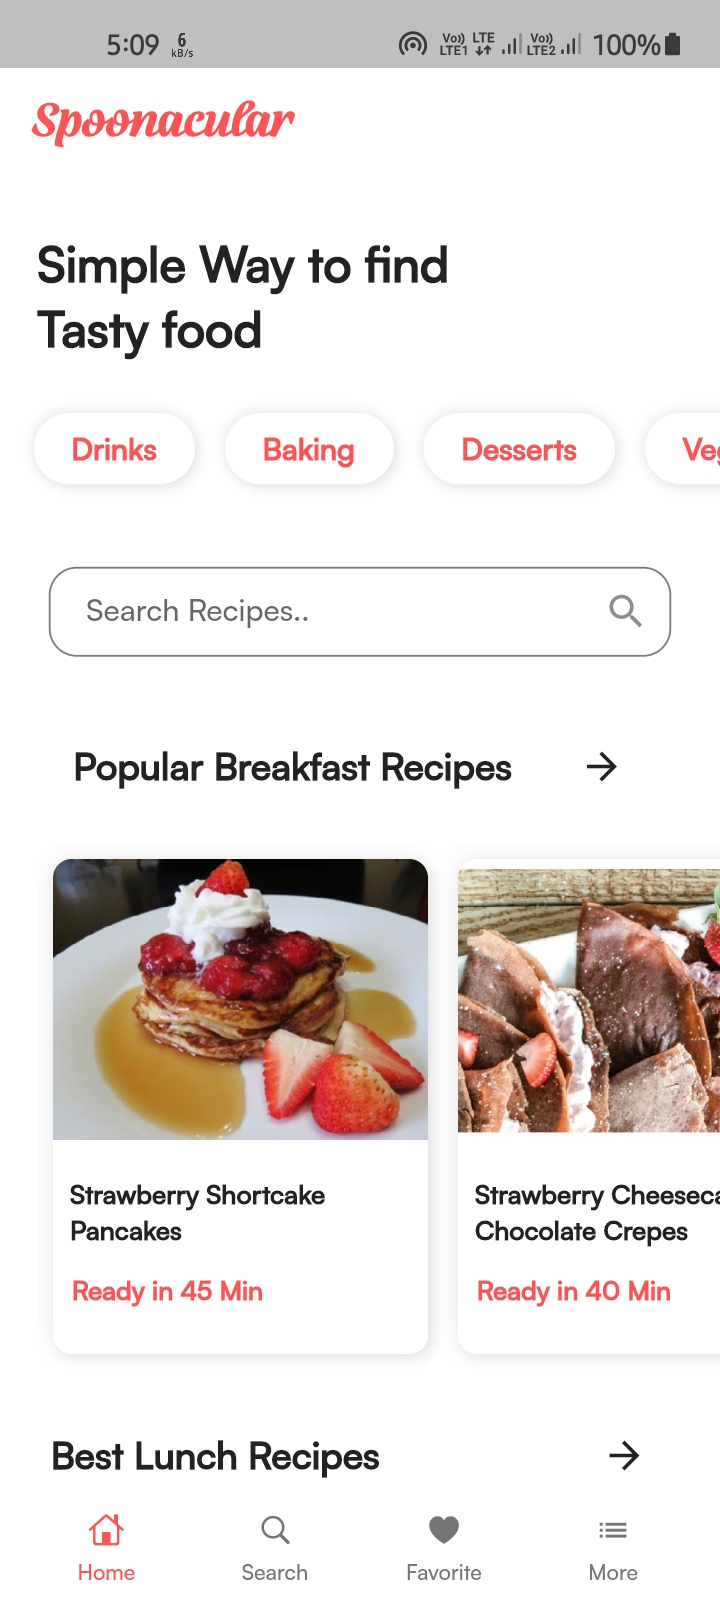 5:09 6 kB/s Vo)) LTE1 LTE Vo)) LTE2 100%
Spoonacular
Simple Way to find
Tasty food
Drinks Baking Desserts
Search Recipes..
Popular Breakfast Recipes
Strawberry Shortcake
Pancakes
Ready in 45 Min
Strawberry
Chocolate Crepes
Ready in 40 Min
Best Lunch Recipes
Home Search Favorite More